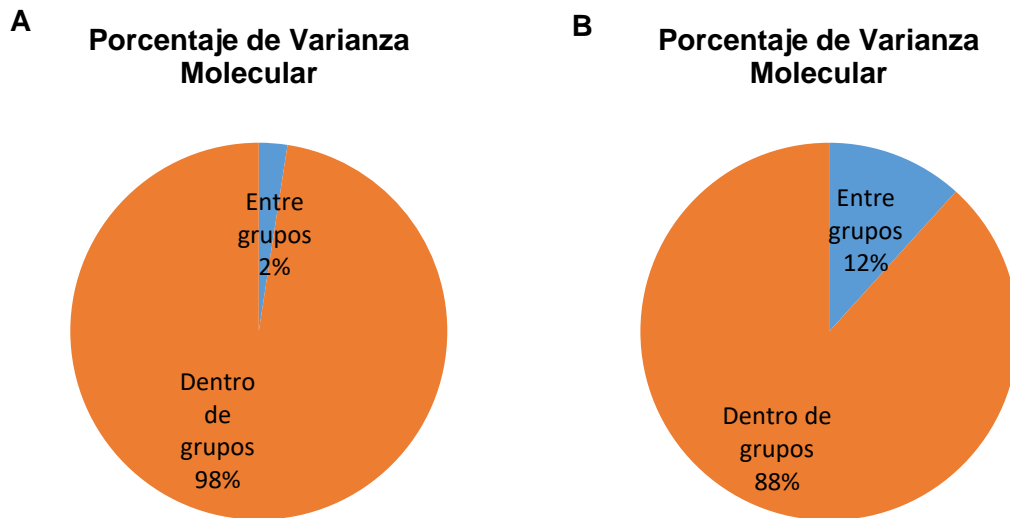 A
Porcentaje de Varianza
Molecular
Entre
grupos
2%
Dentro
de
grupos
98%
B
Porcentaje de Varianza
Molecular
Entre
grupos
12%
Dentro de
grupos
88%